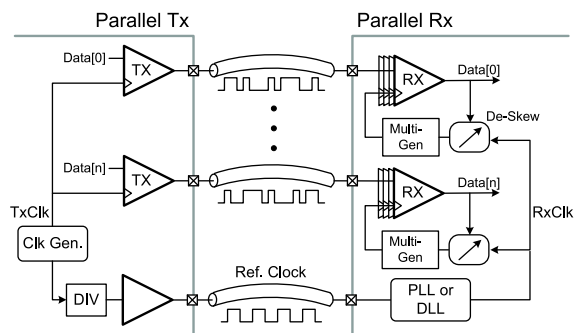 Parallel Tx
Parallel Rx
Data[0]
TX
RX
Data[0]
De-Skew
Multi-
Gen
Data[n]
TX
RX
Data[n]
TxClk
Clk Gen.
Multi-
Gen
RxClk
Ref. Clock
DIV
PLL or
DLL